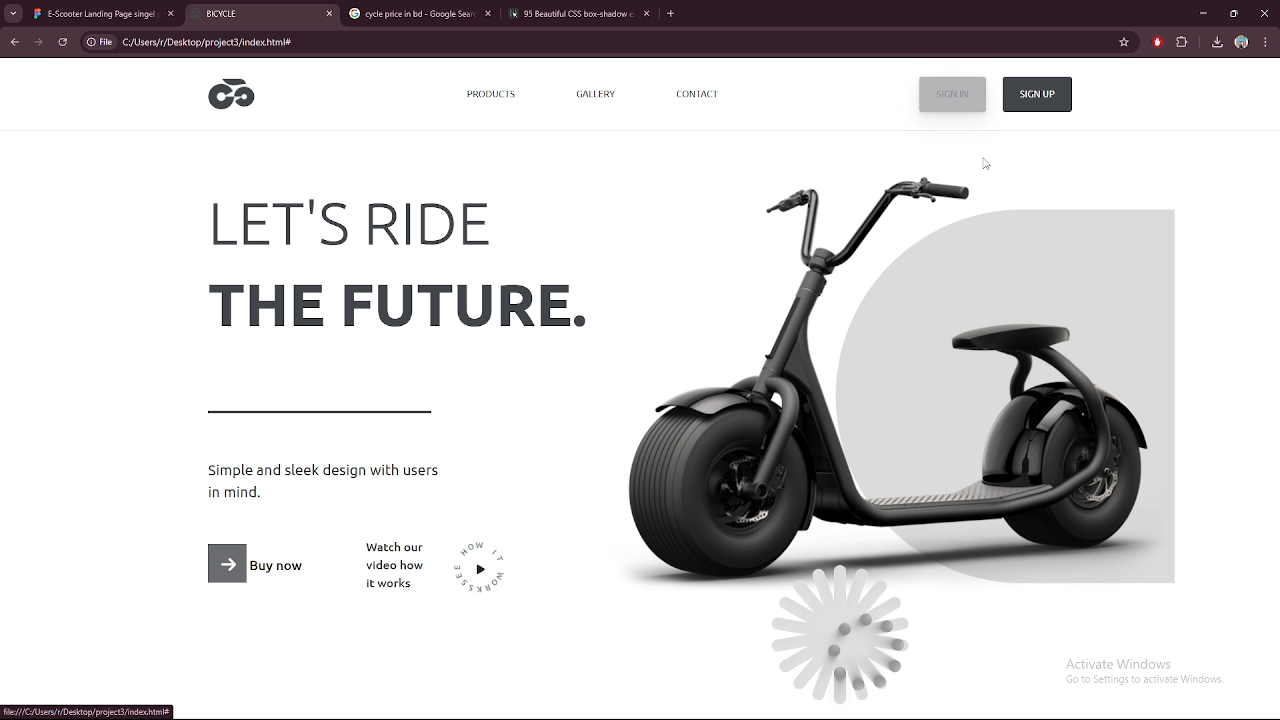 E-Scooter Landing Page singel
BICYCLE
cycle price in bd - Google Sear
95 Beautiful CSS box-shadow e
File
C:/Users/r/Desktop/project3/index.html#
PRODUCTS
GALLERY
CONTACT
SIGN IN
SIGN UP
LET'S RIDE
THE FUTURE.
Simple and sleek design with users
in mind.
Buy now
Watch our
video how
it works
SEE HOW IT WORKS
Activate Windows
Go to Settings to activate Windows.
file:///C:/Users/r/Desktop/project3/index.html#